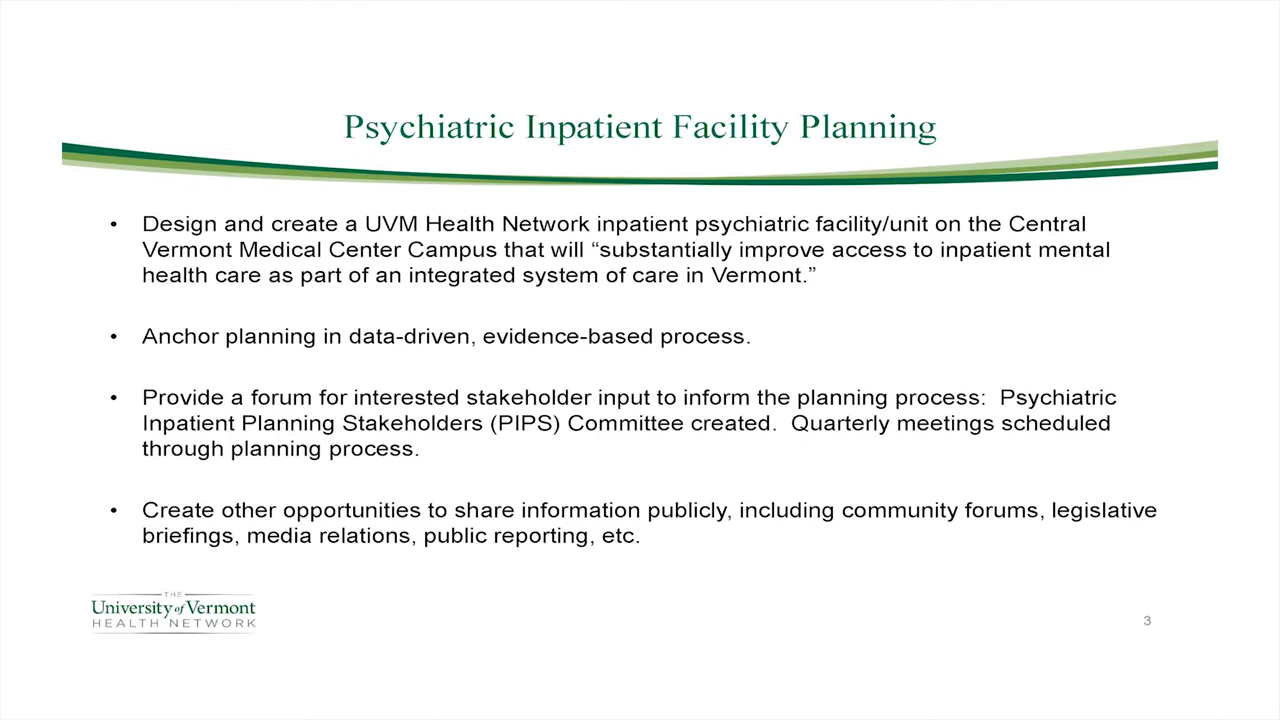 Psychiatric Inpatient Facility Planning
• Design and create a UVM Health Network inpatient psychiatric facility/unit on the Central
Vermont Medical Center Campus that will “substantially improve access to inpatient mental
health care as part of an integrated system of care in Vermont.”
• Anchor planning in data-driven, evidence-based process.
• Provide a forum for interested stakeholder input to inform the planning process:  Psychiatric
Inpatient Planning Stakeholders (PIPS) Committee created.  Quarterly meetings scheduled
through planning process.
• Create other opportunities to share information publicly, including community forums, legislative
briefings, media relations, public reporting, etc.
THE
University of Vermont
HEALTH NETWORK
3